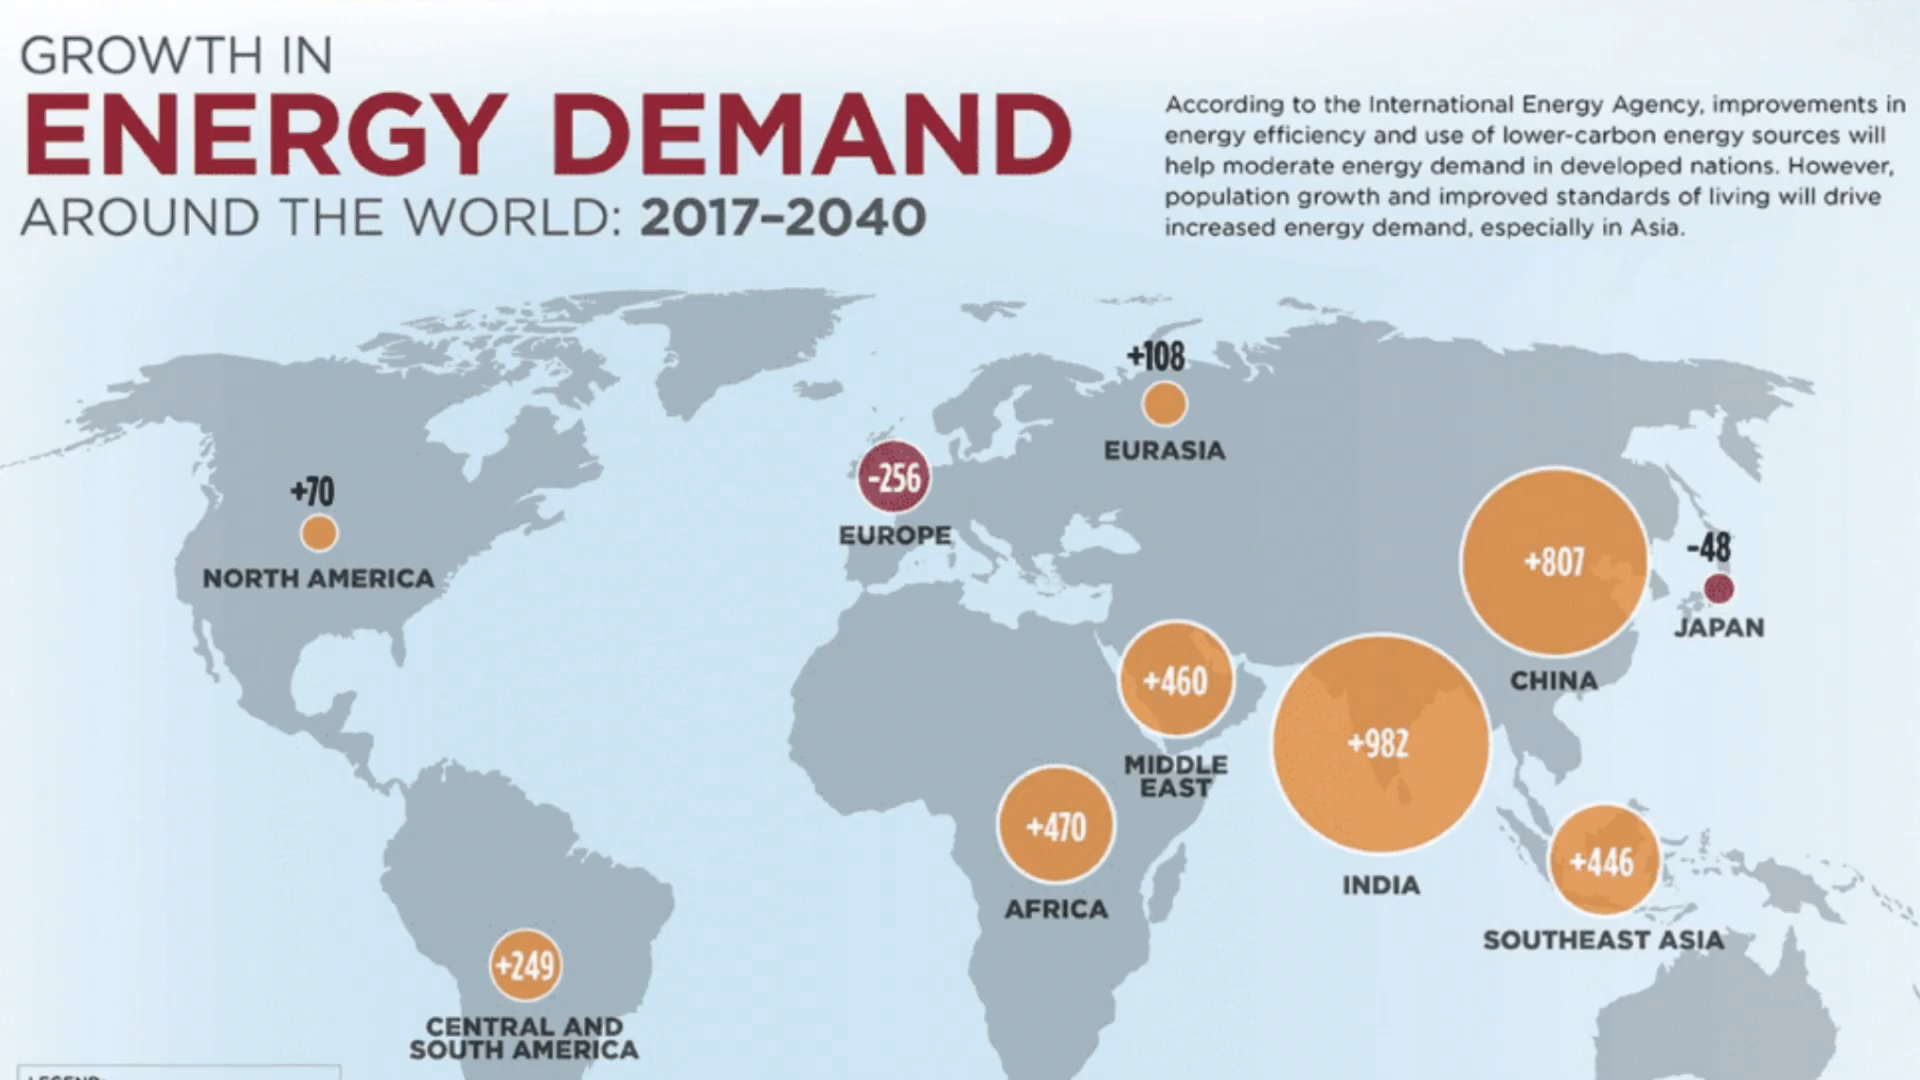 GROWTH IN
ENERGY DEMAND
AROUND THE WORLD: 2017–2040
According to the International Energy Agency, improvements in
energy efficiency and use of lower-carbon energy sources will
help moderate energy demand in developed nations. However,
population growth and improved standards of living will drive
increased energy demand, especially in Asia.
+108
EURASIA
-256
EUROPE
+70
NORTH AMERICA
+807
CHINA
-48
JAPAN
+460
MIDDLE
EAST
+982
INDIA
+470
AFRICA
+446
SOUTHEAST ASIA
+249
CENTRAL AND
SOUTH AMERICA
LEGEND: